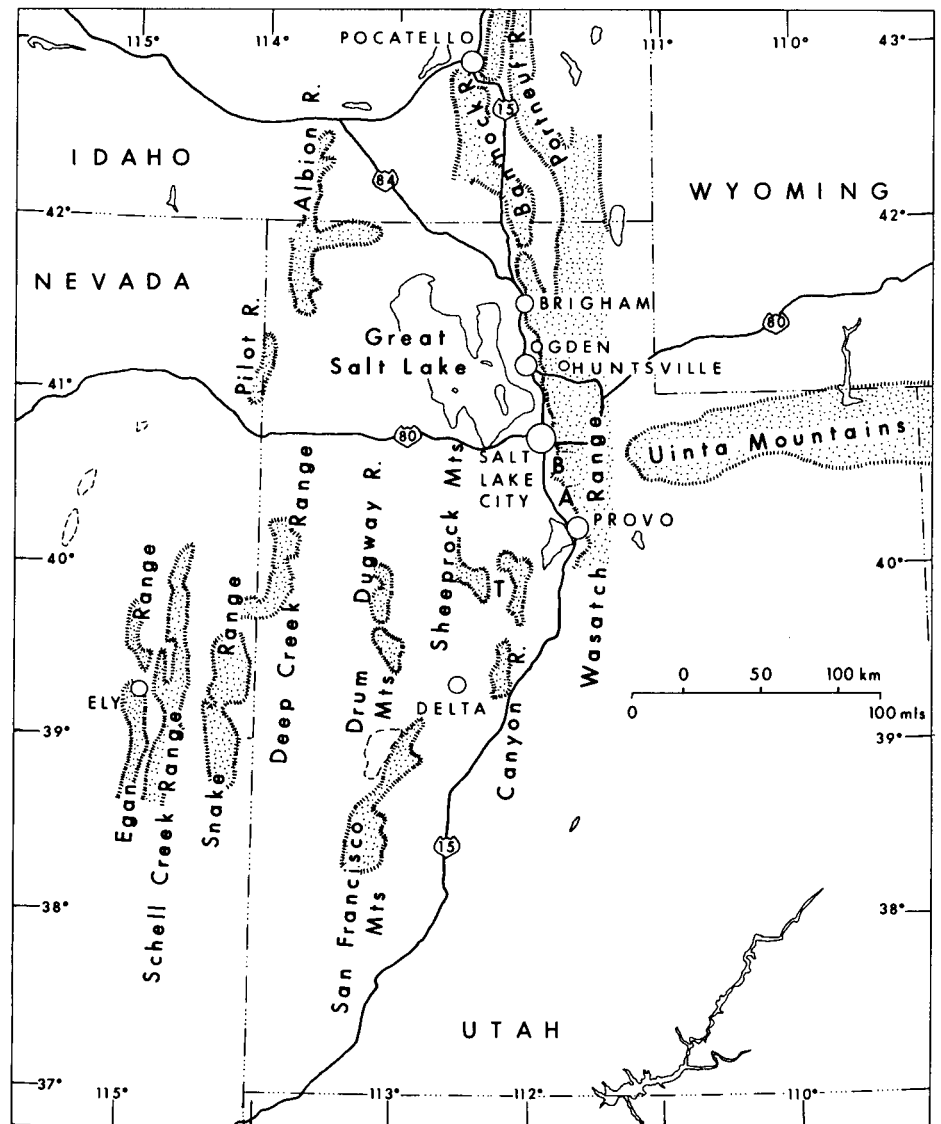 115°
114°
111°
110°
43°
POCATELLO
Bannock R.
Portneuf R.
15
Albion R.
IDAHO
84
WYOMING
42°
42°
NEVADA
BRIGHAM
80
Pilot R.
Great
Salt Lake
OGDEN
HUNTSVILLE
41°
Uinta Mountains
80
SALT
LAKE
CITY
B
A
Wasatch Range
PROVO
Deep Creek Range
Dugway R.
Sheeprock Mts
40°
40°
T
Egan Range
Schell Creek Range
Snake Range
ELY
Drum
Mts
DELTA
Canyon R.
0 50 100 km
0 100 mls
39°
39°
15
San Francisco
Mts
38°
38°
UTAH
37°
115°
113°
112°
110°